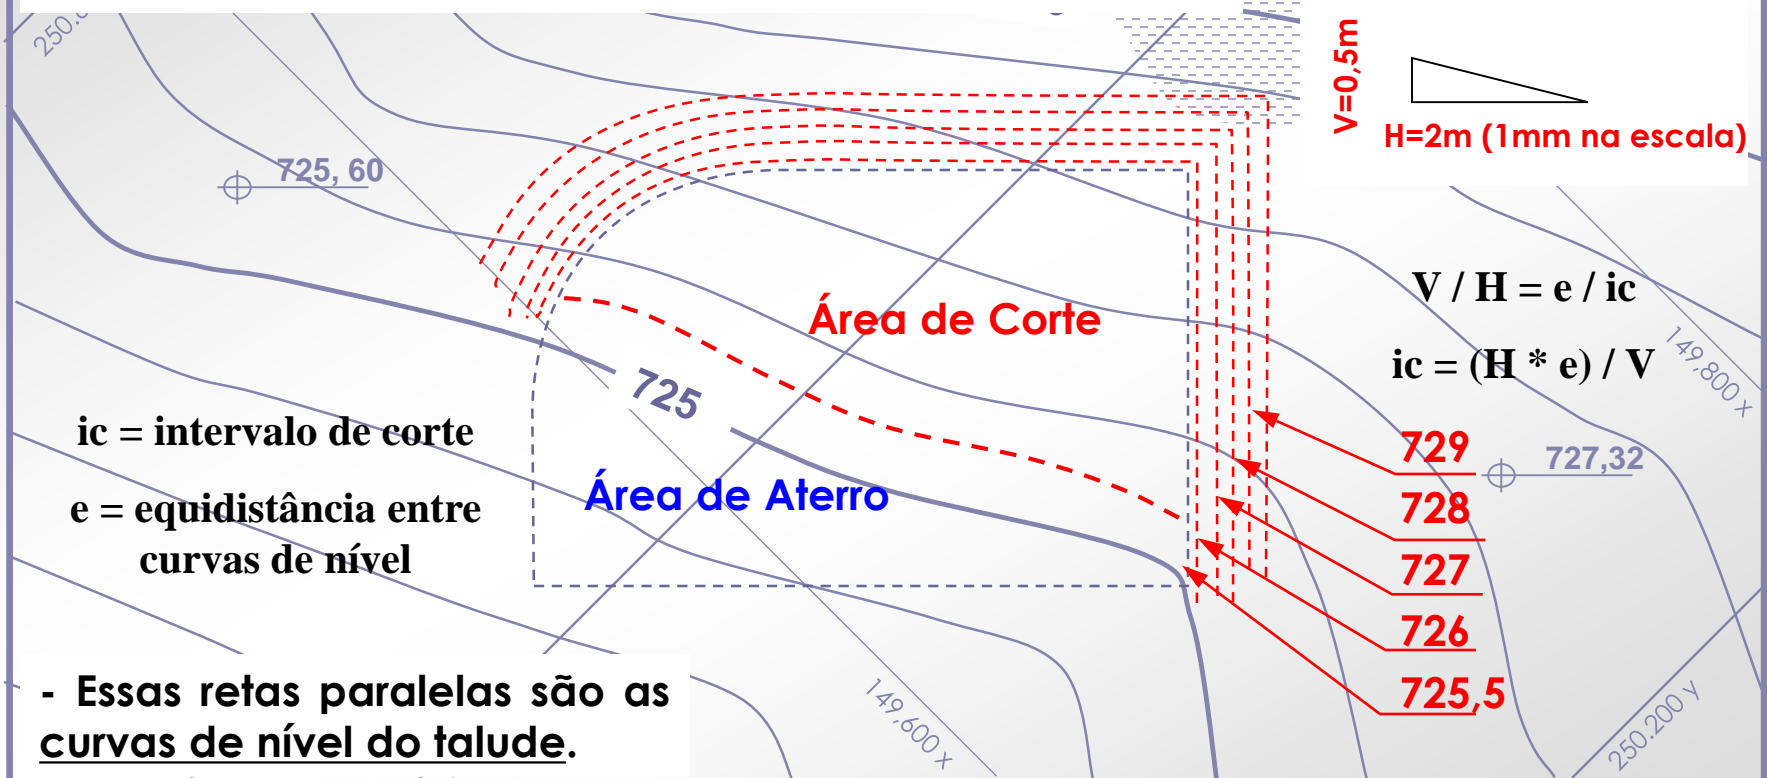 250.
V=0,5m
H=2m (1mm na escala)
725, 60
V / H = e / ic
Área de Corte
149,800 x
ic = (H * e) / V
725
ic = intervalo de corte
729
727,32
Área de Aterro
728
e = equidistância entre
curvas de nível
727
726
725,5
- Essas retas paralelas são as
curvas de nível do talude.
149,600 x
250.200 y